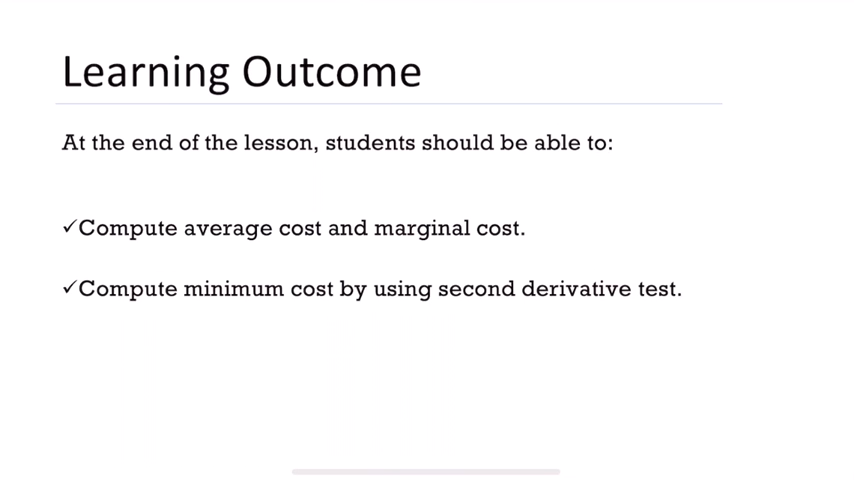 Learning Outcome
At the end of the lesson, students should be able to:
✓Compute average cost and marginal cost.
✓Compute minimum cost by using second derivative test.